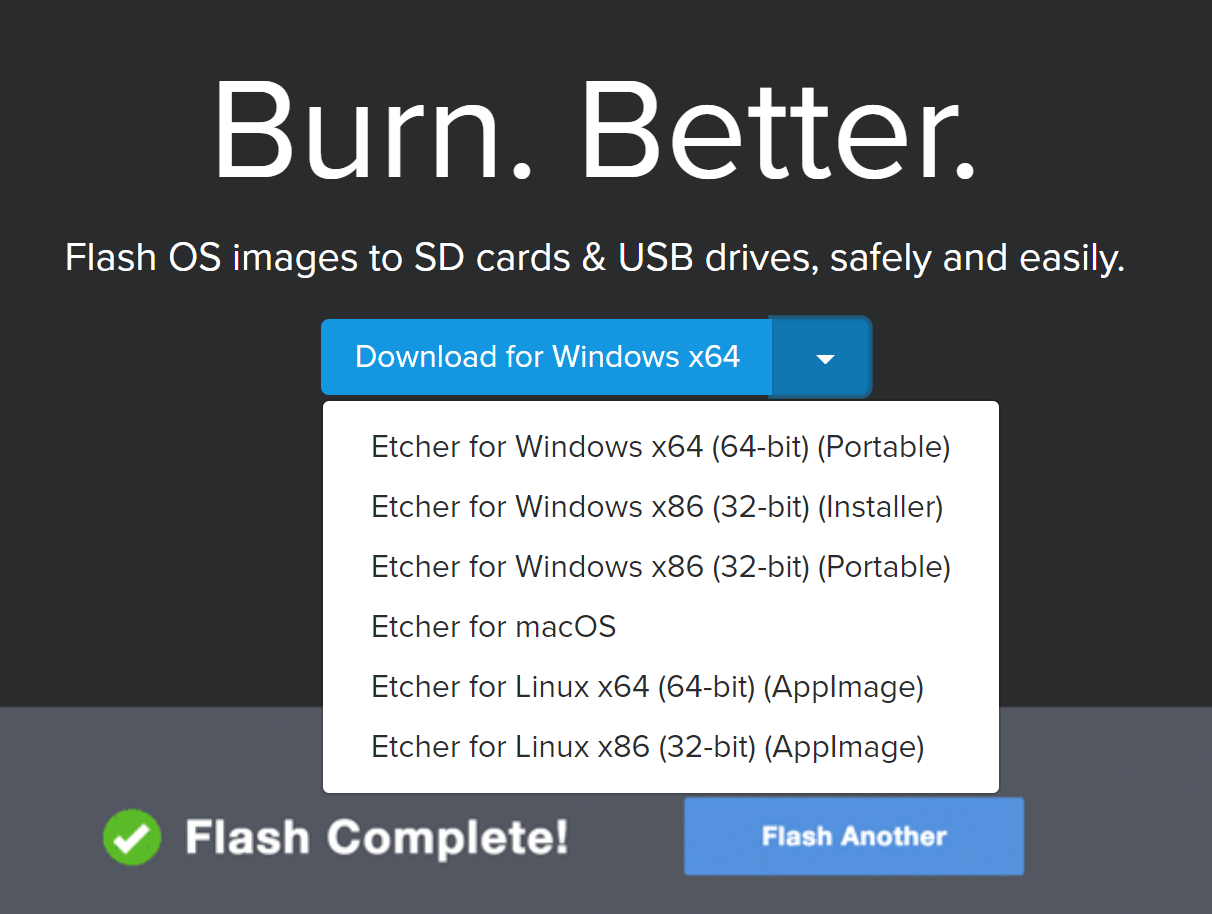 Burn. Better.
Flash OS images to SD cards & USB drives, safely and easily.
Download for Windows x64
Etcher for Windows x64 (64-bit) (Portable)
Etcher for Windows x86 (32-bit) (Installer)
Etcher for Windows x86 (32-bit) (Portable)
Etcher for macOS
Etcher for Linux x64 (64-bit) (AppImage)
Etcher for Linux x86 (32-bit) (AppImage)
Flash Complete!
Flash Another